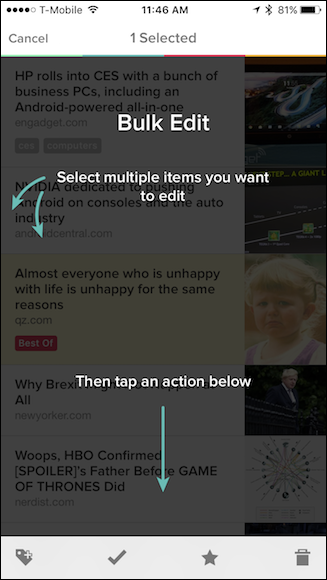 T-Mobile 11:46 AM 81%
Cancel 1 Selected
HP rolls into CES with a bunch of
business PCs, including an
Android-powered all-in-one
engadget.com
Bulk Edit
ces computers
Select multiple items you want
to edit
NVIDIA dedicated to pushing
Android on consoles and the auto
industry
androidcentral.com
STEP... A GIANT L
Almost everyone who is unhappy
with life is unhappy for the same
reasons
qz.com
Best Of
Then tap an action below
Why Brexit
All
newyorker.com
Woops, HBO Confirmed
[SPOILER]'s Father Before GAME
OF THRONES Did
nerdist.com